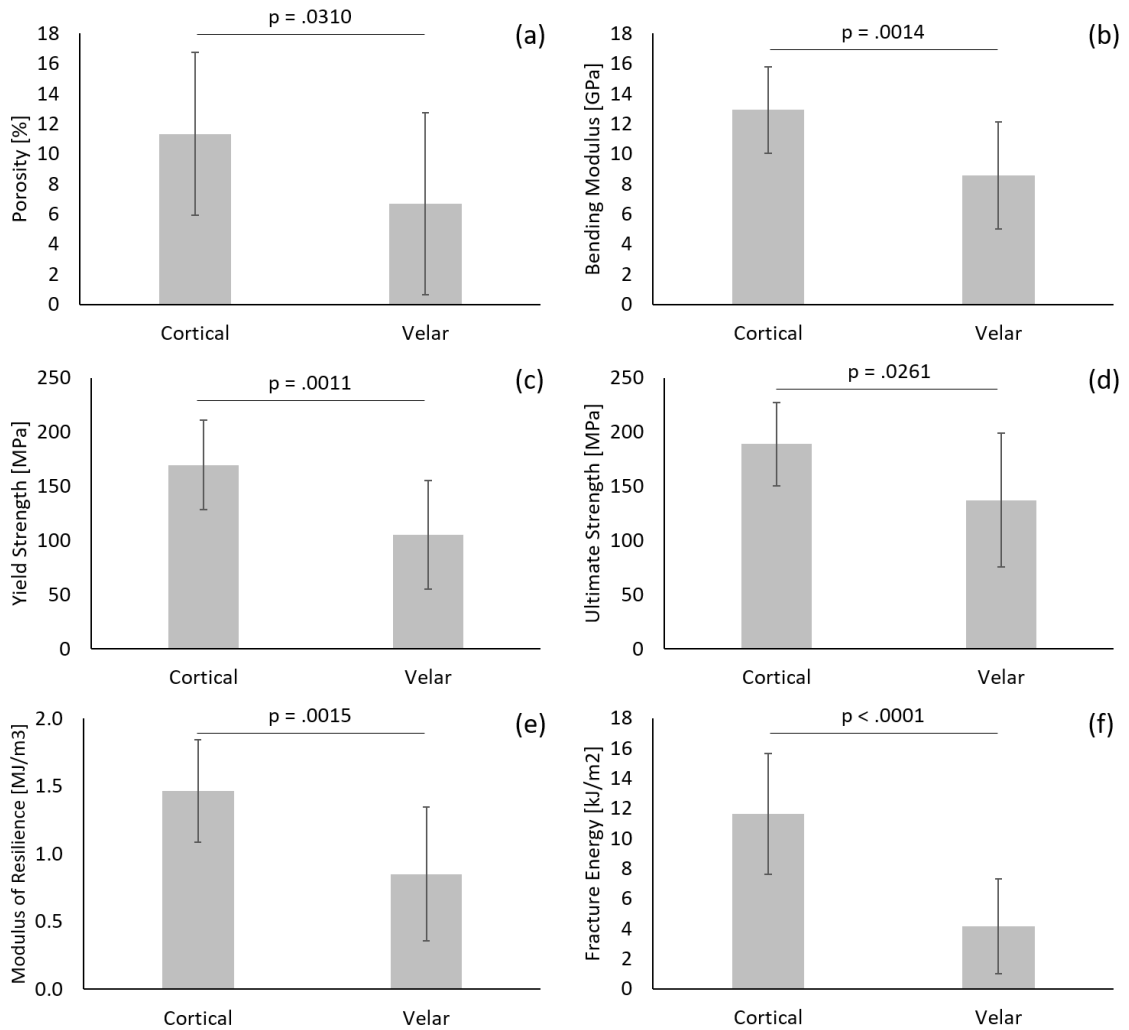 p = .0310
(a)
Porosity [%]
18
16
14
12
10
8
6
4
2
0
Cortical
Velar
p = .0014
(b)
Bending Modulus [GPa]
18
16
14
12
10
8
6
4
2
0
Cortical
Velar
p = .0011
(c)
Yield Strength [MPa]
250
200
150
100
50
0
Cortical
Velar
p = .0261
(d)
Ultimate Strength [MPa]
250
200
150
100
50
0
Cortical
Velar
p = .0015
(e)
Modulus of Resilience [MJ/m3]
2.0
1.5
1.0
0.5
0.0
Cortical
Velar
p < .0001
(f)
Fracture Energy [kJ/m2]
18
16
14
12
10
8
6
4
2
0
Cortical
Velar